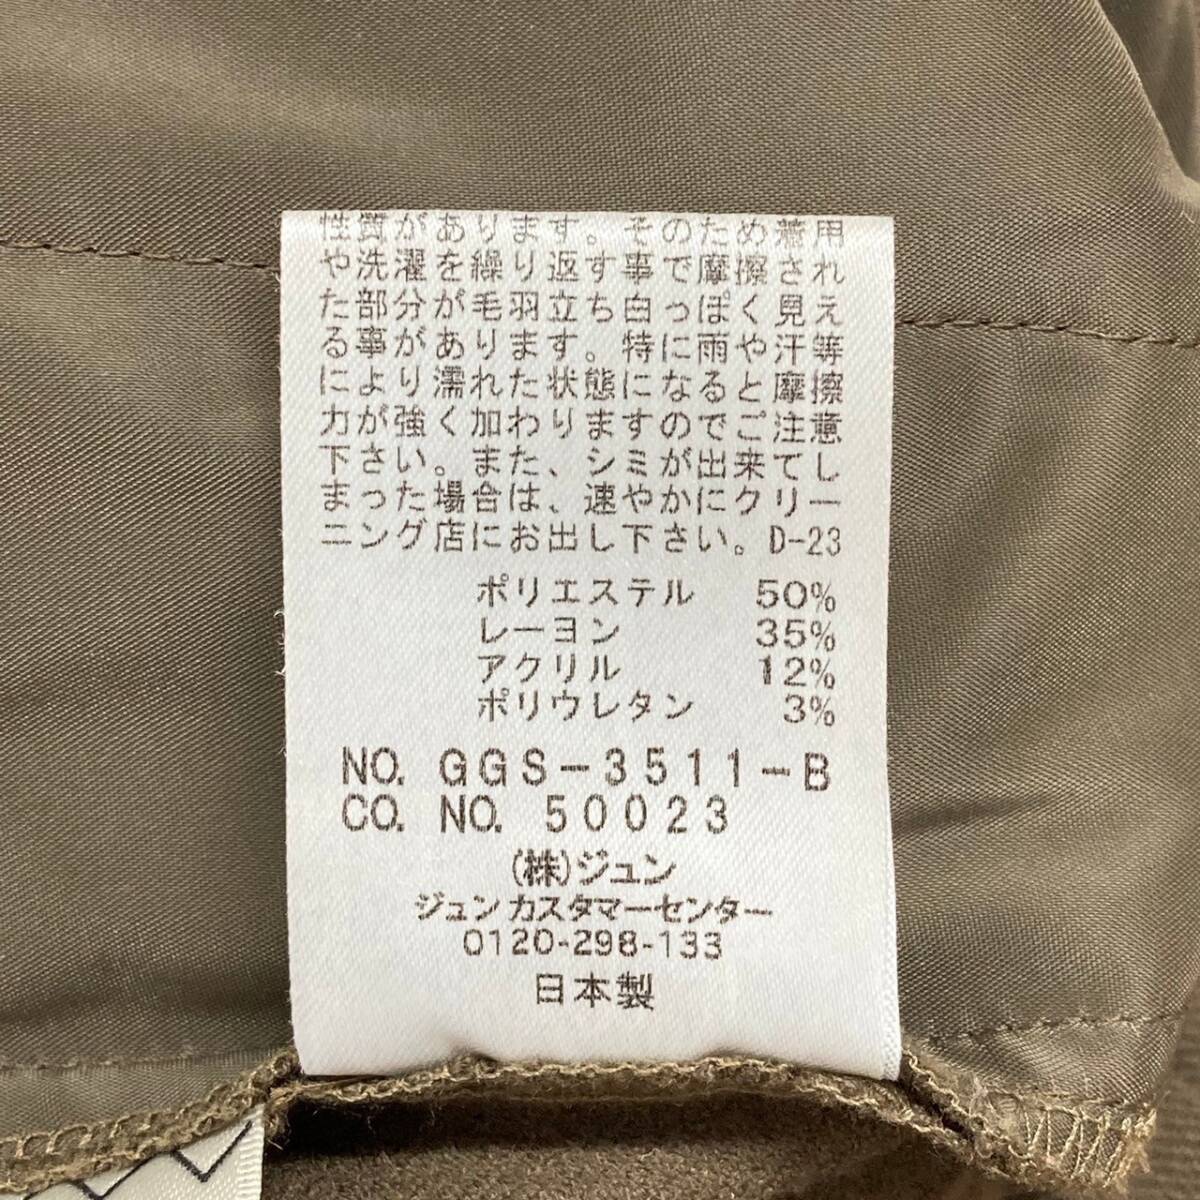 性質があります。そのため着用
や洗濯を繰り返す事で摩擦され
た部分が毛羽立ち白っぽく見え
る事があります。特に雨や汗等
により濡れた状態になると摩擦
力が強く加わりますのでご注意
下さい。また、シミが出来てし
まった場合は、速やかにクリー
ニング店にお出し下さい。D-23
ポリエステル 50%
レーヨン 35%
アクリル 12%
ポリウレタン 3%
NO. GGS-3511-B
CO. NO. 50023
(株)ジュン
ジュンカスタマーセンター
0120-298-133
日本製